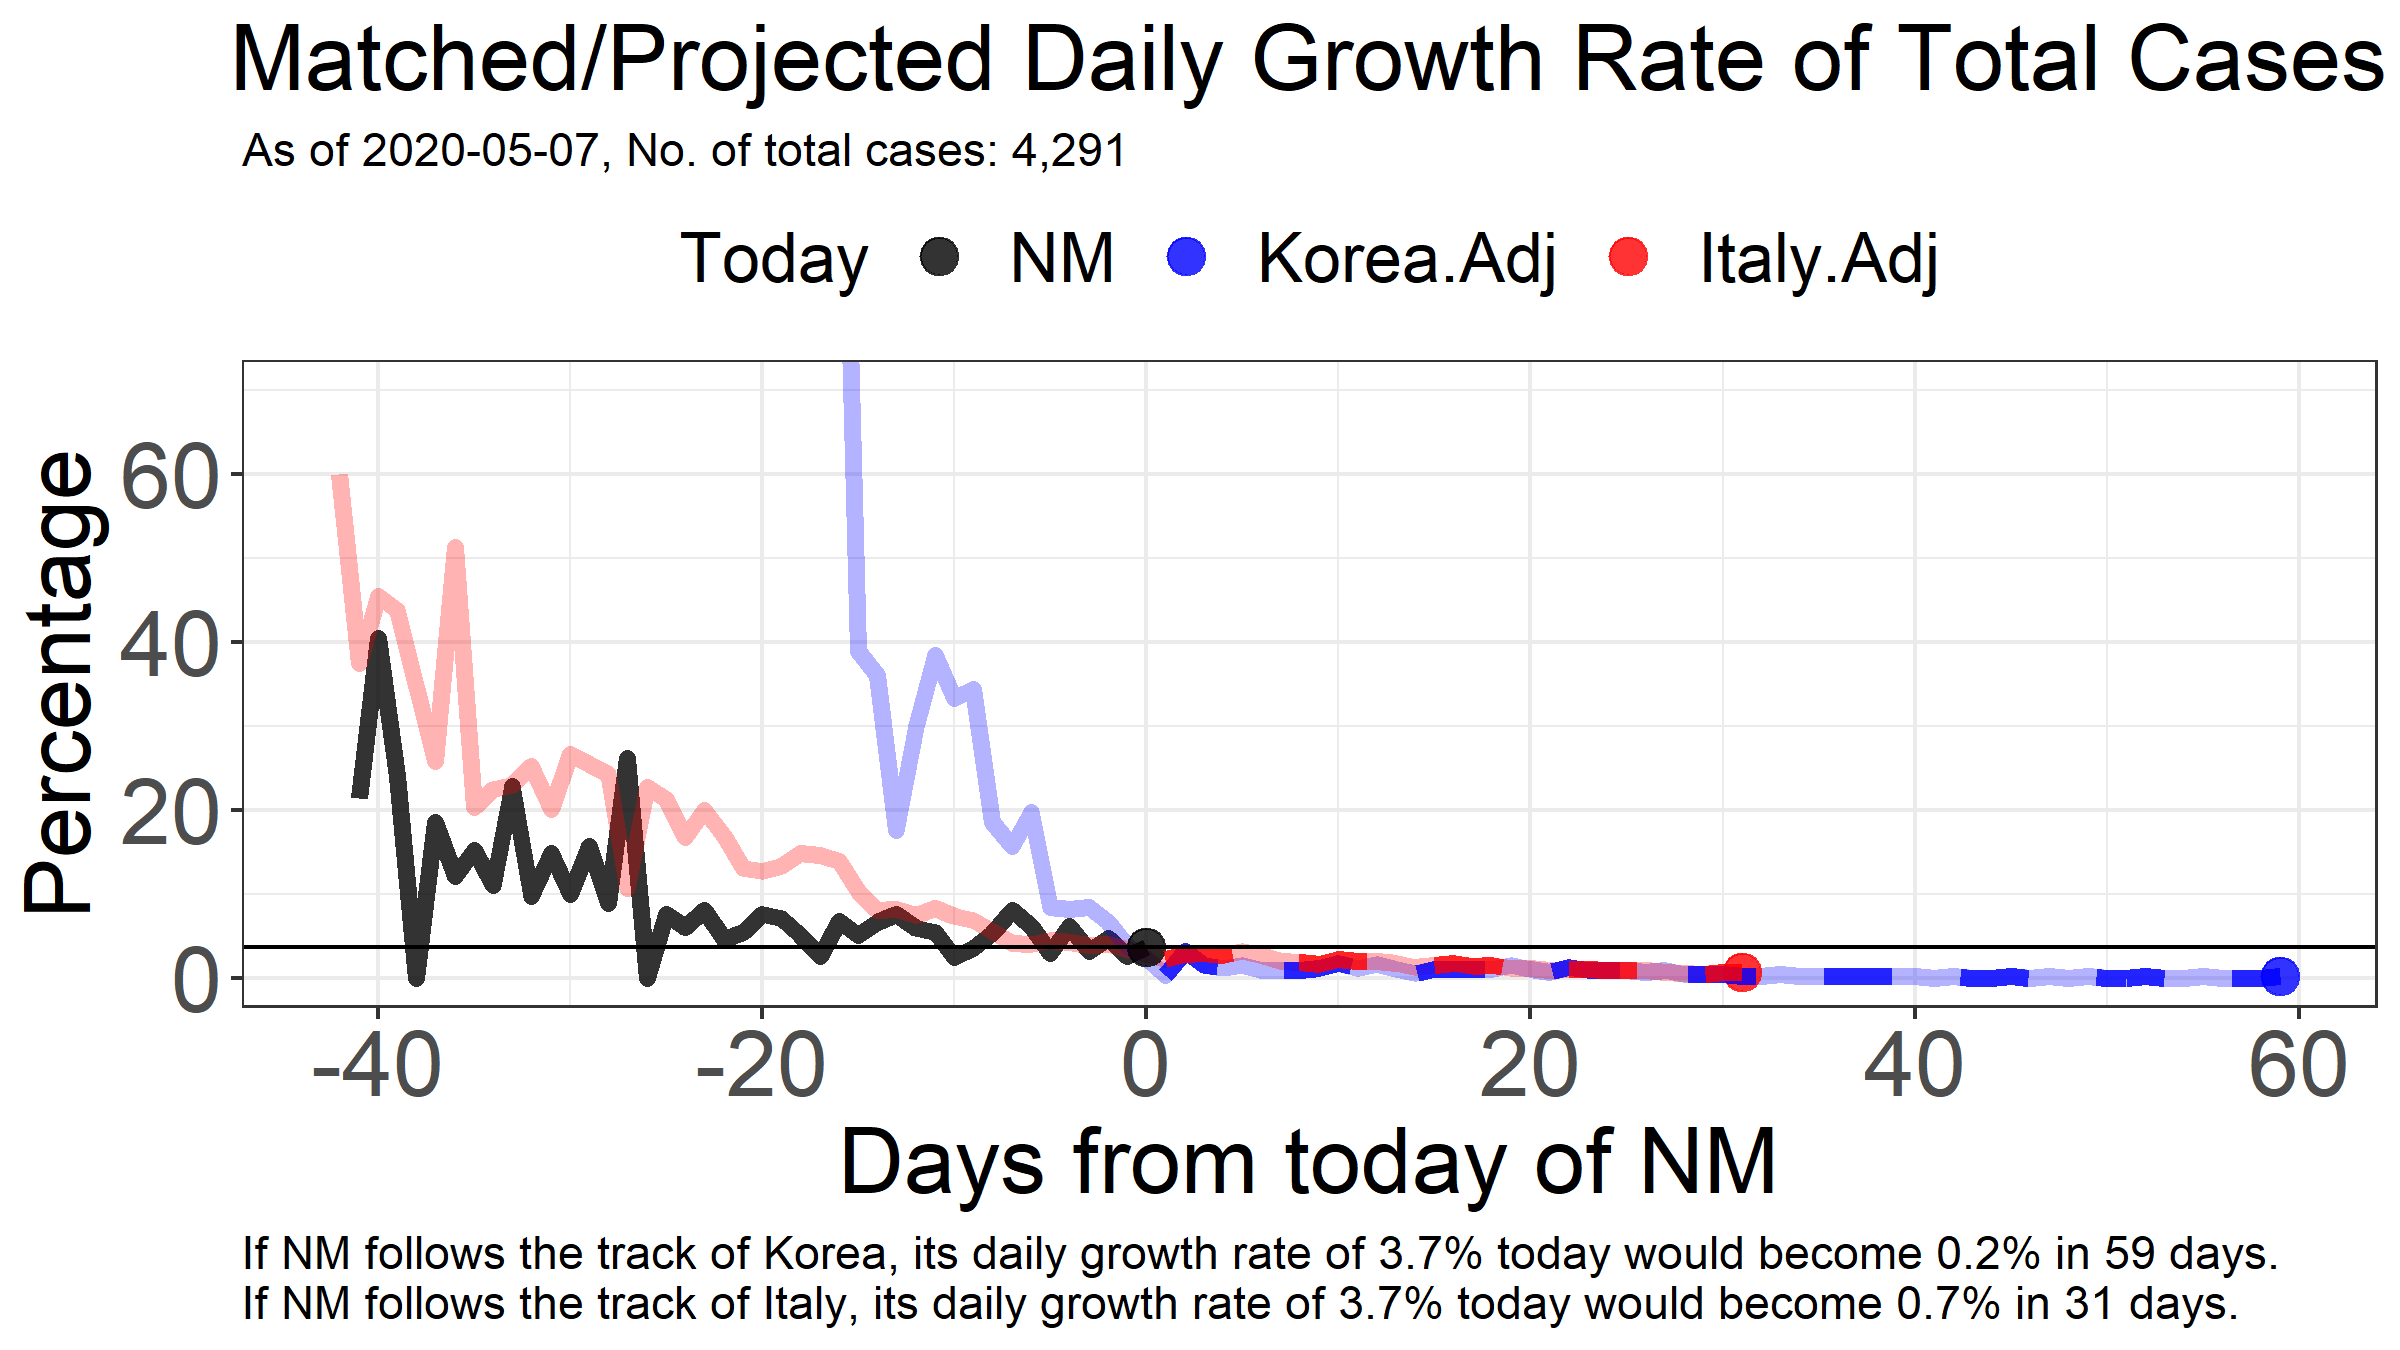 Matched/Projected Daily Growth Rate of Total Cases
As of 2020-05-07, No. of total cases: 4,291
Today NM Korea.Adj Italy.Adj
Percentage
60
40
20
0
-40 -20 0 20 40 60
Days from today of NM
If NM follows the track of Korea, its daily growth rate of 3.7% today would become 0.2% in 59 days.
If NM follows the track of Italy, its daily growth rate of 3.7% today would become 0.7% in 31 days.